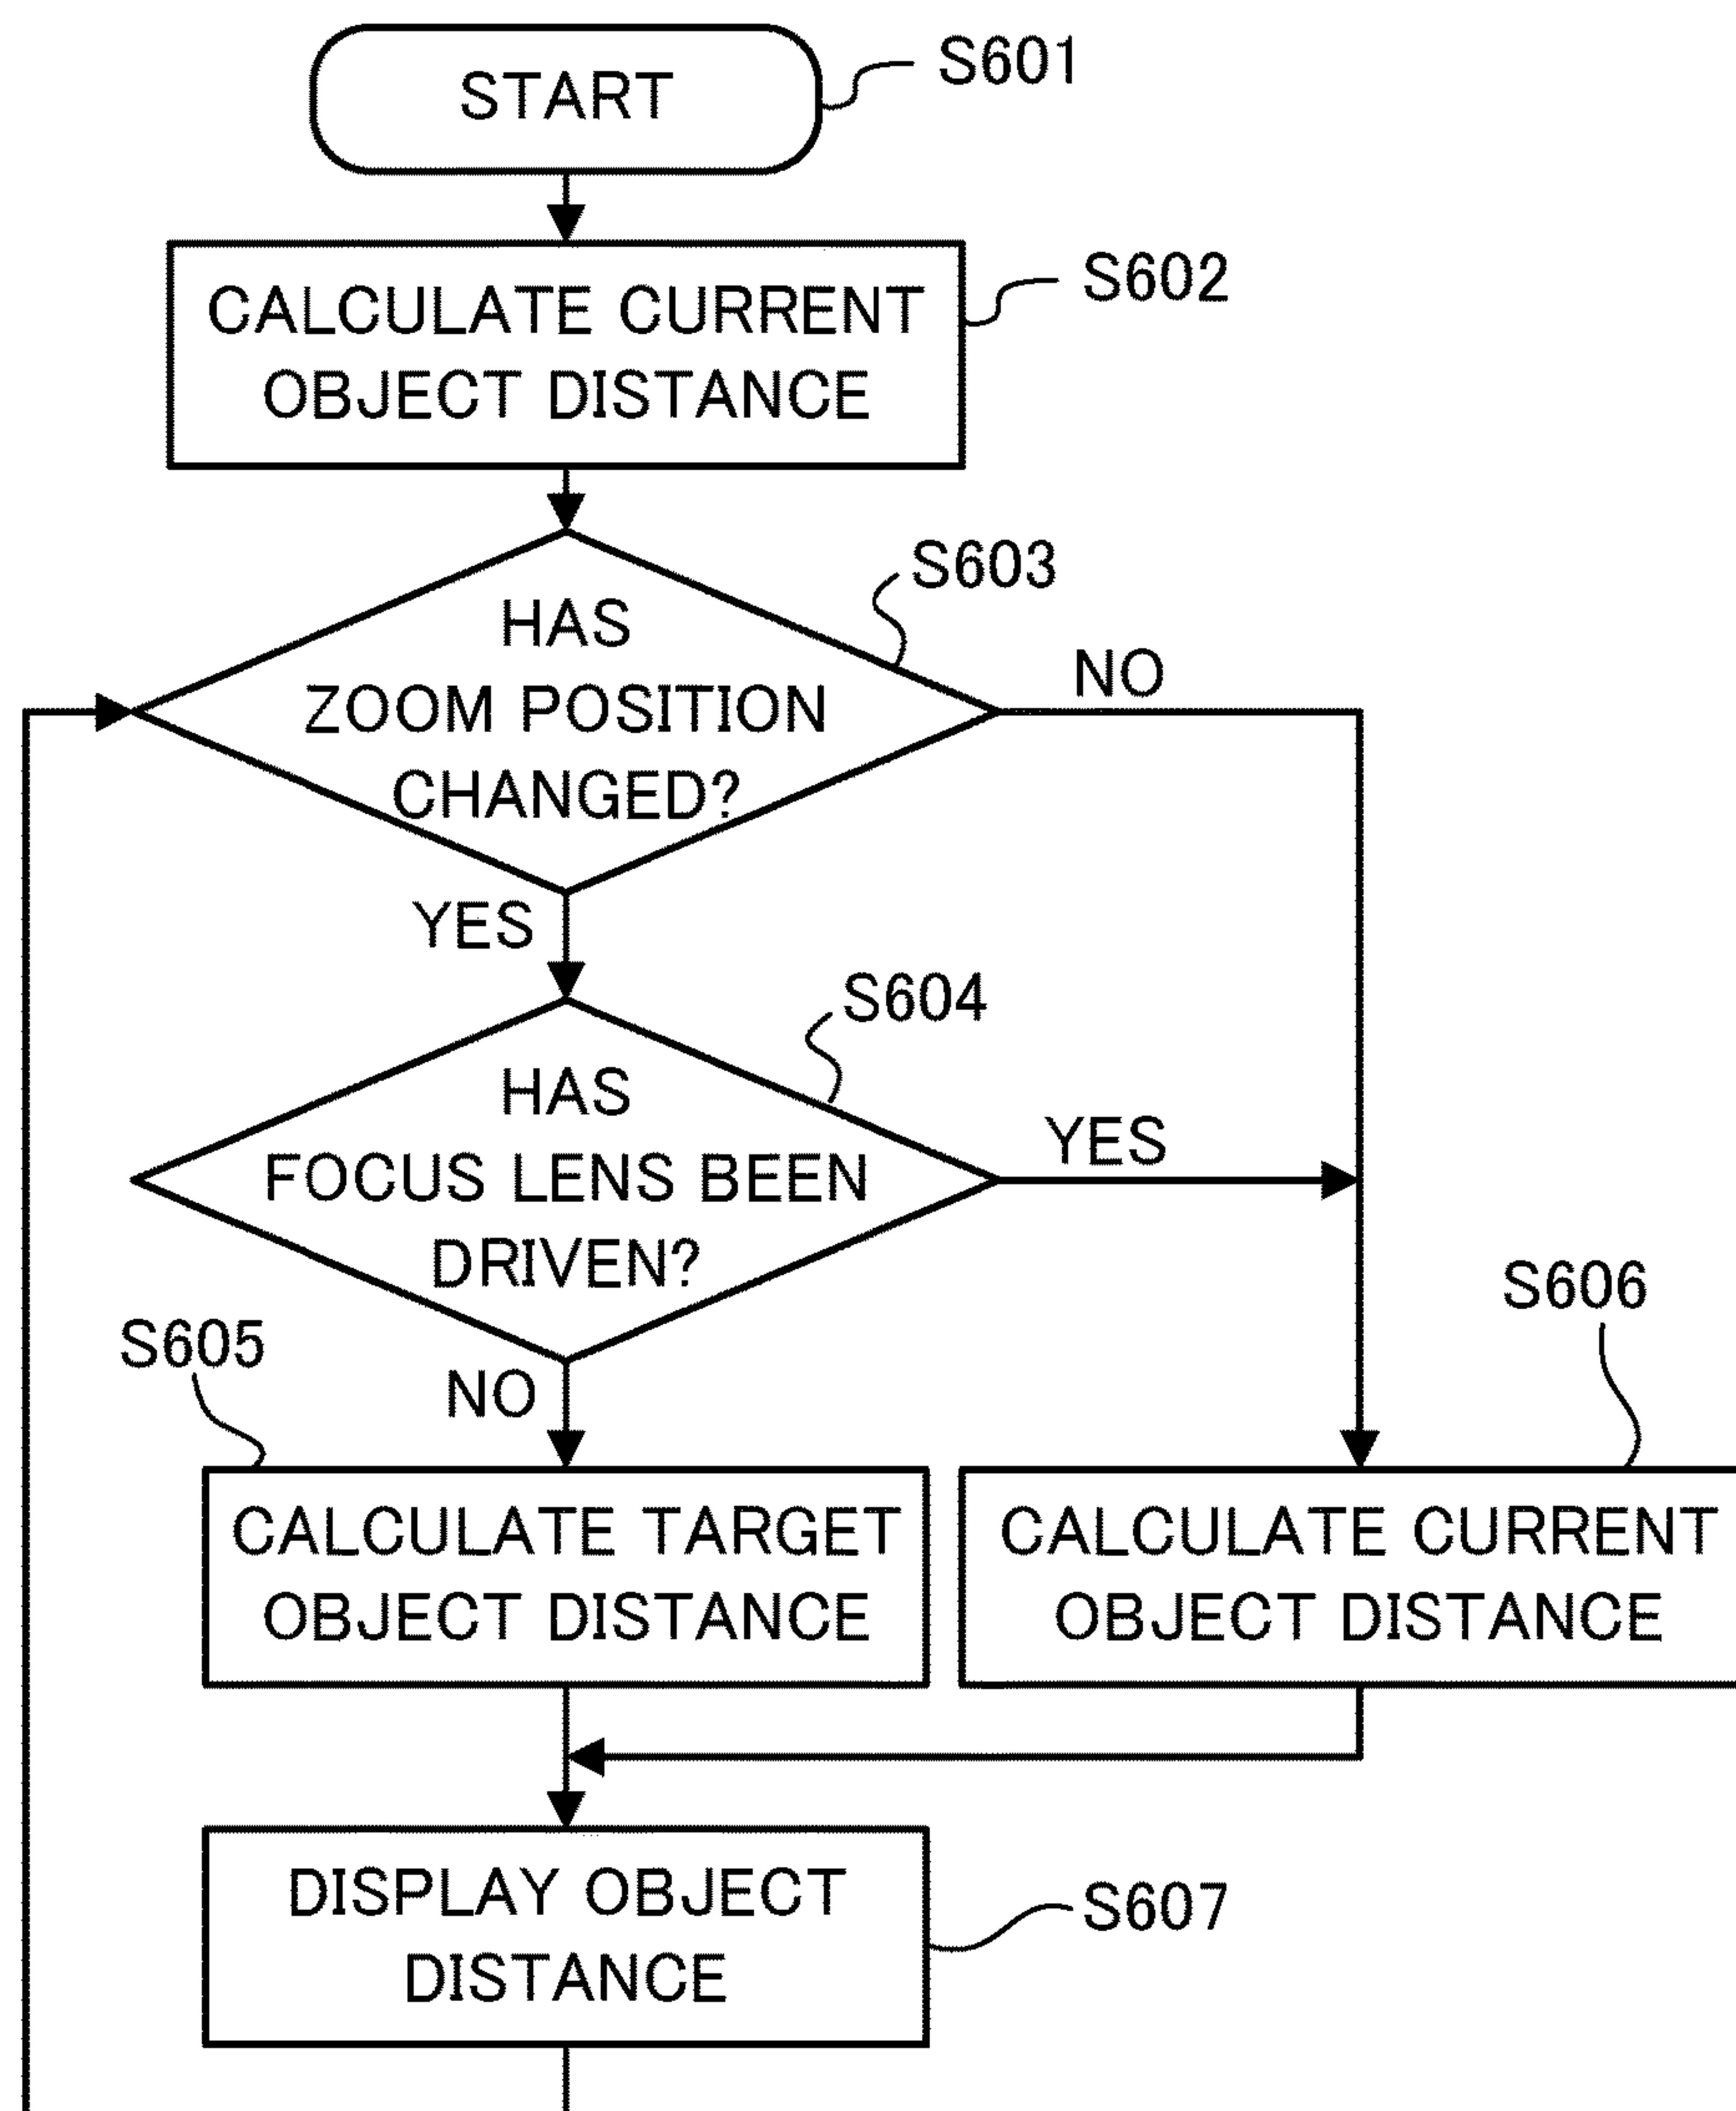 START
S601
CALCULATE CURRENT
OBJECT DISTANCE
S602
HAS
ZOOM POSITION
CHANGED?
S603
NO
YES
HAS
FOCUS LENS BEEN
DRIVEN?
S604
YES
NO
S605
CALCULATE TARGET
OBJECT DISTANCE
S606
CALCULATE CURRENT
OBJECT DISTANCE
DISPLAY OBJECT
DISTANCE
S607